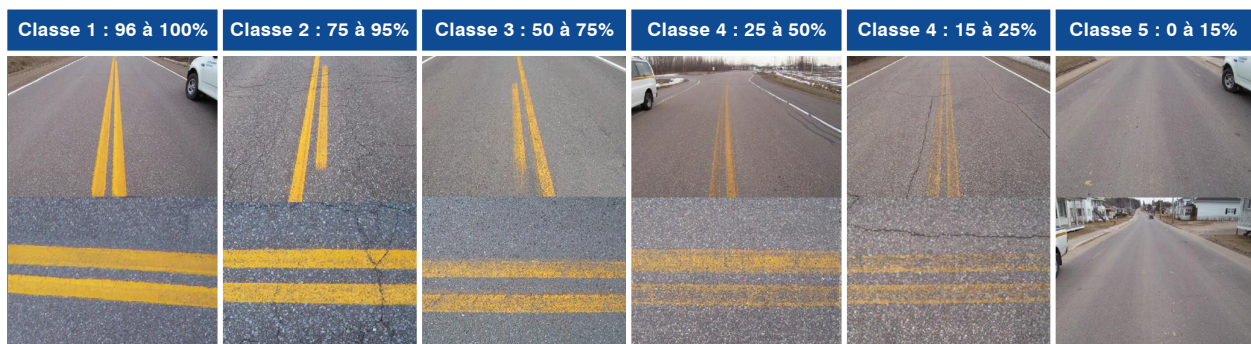 Classe 1 : 96 à 100%
Classe 2 : 75 à 95%
Classe 3 : 50 à 75%
Classe 4 : 25 à 50%
Classe 4 : 15 à 25%
Classe 5 : 0 à 15%